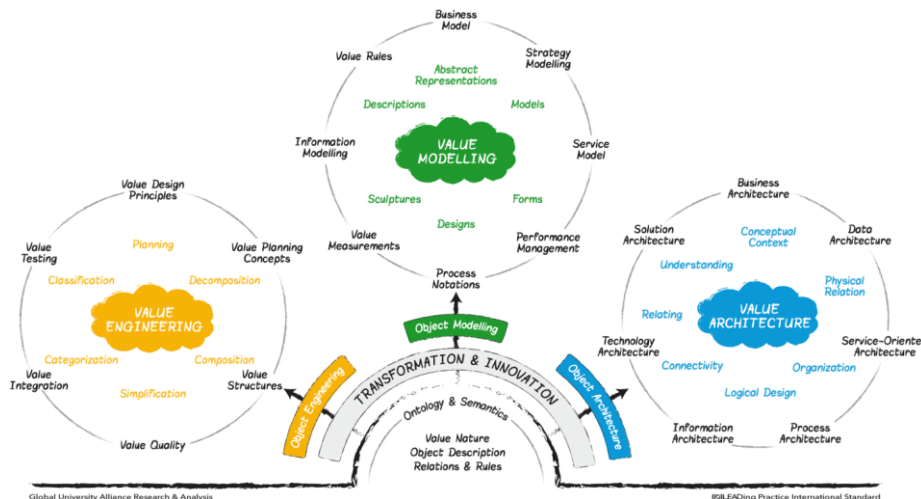 Business
Model
Value Rules
Strategy
Modelling
Abstract
Representations
Descriptions
Models
Information
Modelling
VALUE
MODELLING
Service
Model
Sculptures
Forms
Designs
Value
Measurements
Performance
Management
Process
Notations
Value Design
Principles
Value
Testing
Planning
Value Planning
Concepts
Classification
Decomposition
VALUE
ENGINEERING
Categorization
Composition
Value
Integration
Simplification
Value
Structures
Value Quality
Business
Architecture
Solution
Architecture
Conceptual
Context
Data
Architecture
Understanding
Physical
Relation
Relating
VALUE
ARCHITECTURE
Technology
Architecture
Service-Oriente
Architecture
Connectivity
Organization
Logical Design
Information
Architecture
Process
Architecture
Object Modelling
Object Engineering
Object Architecture
TRANSFORMATION & INNOVATION
Ontology & Semantics
Value Nature
Object Description
Relations & Rules
Global University Alliance Research & Analysis
LEADing Practice International Standard